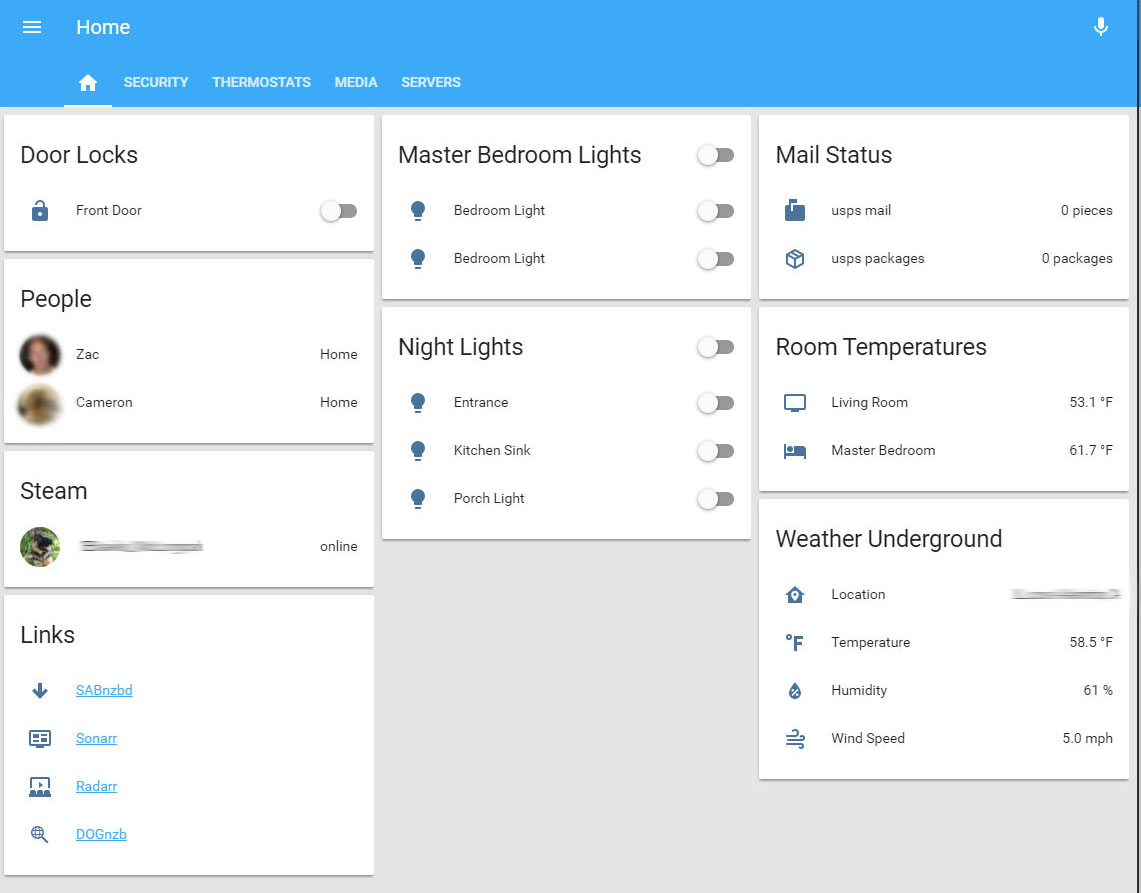 Home
SECURITY THERMOSTATS MEDIA SERVERS
Door Locks
Front Door
People
Zac Home
Cameron Home
Steam
online
Links
SABnzbd
Sonarr
Radarr
DOGnzb
Master Bedroom Lights
Bedroom Light
Bedroom Light
Night Lights
Entrance
Kitchen Sink
Porch Light
Mail Status
usps mail 0 pieces
usps packages 0 packages
Room Temperatures
Living Room 53.1 °F
Master Bedroom 61.7 °F
Weather Underground
Location
°F Temperature 58.5 °F
Humidity 61 %
Wind Speed 5.0 mph